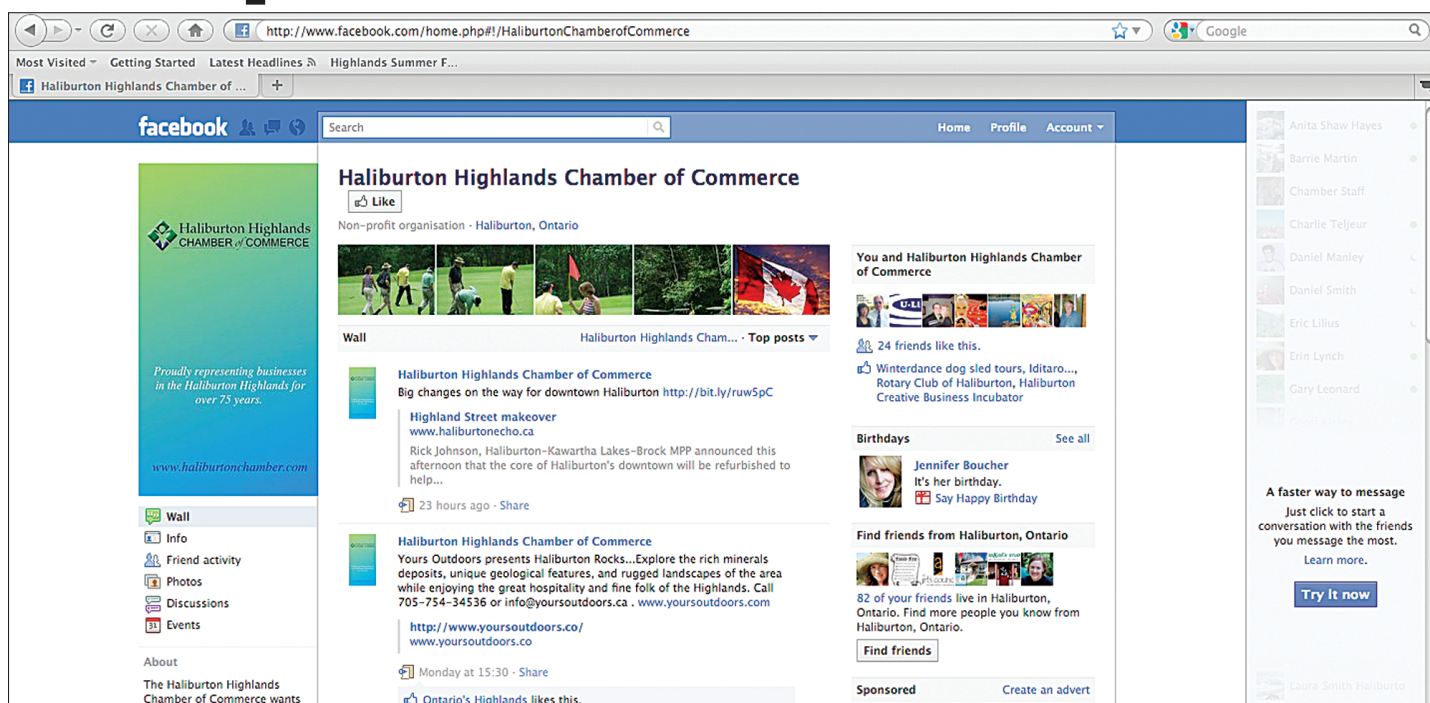 http://www.facebook.com/home.php#!/HaliburtonChamberofCommerce
Google
Most Visited
Getting Started
Latest Headlines
Highlands Summer F...
Haliburton Highlands Chamber of ...
facebook
Search
Home
Profile
Account
Haliburton Highlands
CHAMBER of COMMERCE
Proudly representing businesses
in the Haliburton Highlands for
over 75 years.
www.haliburtonchamber.com
Wall
Info
Friend activity
Photos
Discussions
31 Events
About
The Haliburton Highlands
Chamber of Commerce wants
Haliburton Highlands Chamber of Commerce
Like
Non-profit organisation · Haliburton, Ontario
Wall
Haliburton Highlands Cham... · Top posts
Haliburton Highlands Chamber of Commerce
Big changes on the way for downtown Haliburton http://bit.ly/ruw5pC
Highland Street makeover
www.haliburtonecho.ca
Rick Johnson, Haliburton-Kawartha Lakes-Brock MPP announced this
afternoon that the core of Haliburton's downtown will be refurbished to
help...
23 hours ago · Share
Haliburton Highlands Chamber of Commerce
Yours Outdoors presents Haliburton Rocks...Explore the rich minerals
deposits, unique geological features, and rugged landscapes of the area
while enjoying the great hospitality and fine folk of the Highlands. Call
705-754-34536 or info@yoursoutdoors.ca . www.yoursoutdoors.com
http://www.yoursoutdoors.co/
www.yoursoutdoors.co
Monday at 15:30 · Share
Ontario's Highlands likes this.
You and Haliburton Highlands Chamber
of Commerce
U-LI
24 friends like this.
Winterdance dog sled tours, Iditaro...,
Rotary Club of Haliburton, Haliburton
Creative Business Incubator
Birthdays
See all
Jennifer Boucher
It's her birthday.
Say Happy Birthday
Find friends from Haliburton, Ontario
82 of your friends live in Haliburton,
Ontario. Find more people you know from
Haliburton, Ontario.
Find friends
Sponsored
Create an advert
Anita Shaw Hayes
Barrie Martin
Chamber Staff
Charlie Teljeur
Daniel Manley
Daniel Smith
Eric Lilius
Erin Lynch
Gary Leonard
A faster way to message
Just click to start a
conversation with the friends
you message the most.
Learn more.
Try it now
Laura Smith Haliburto